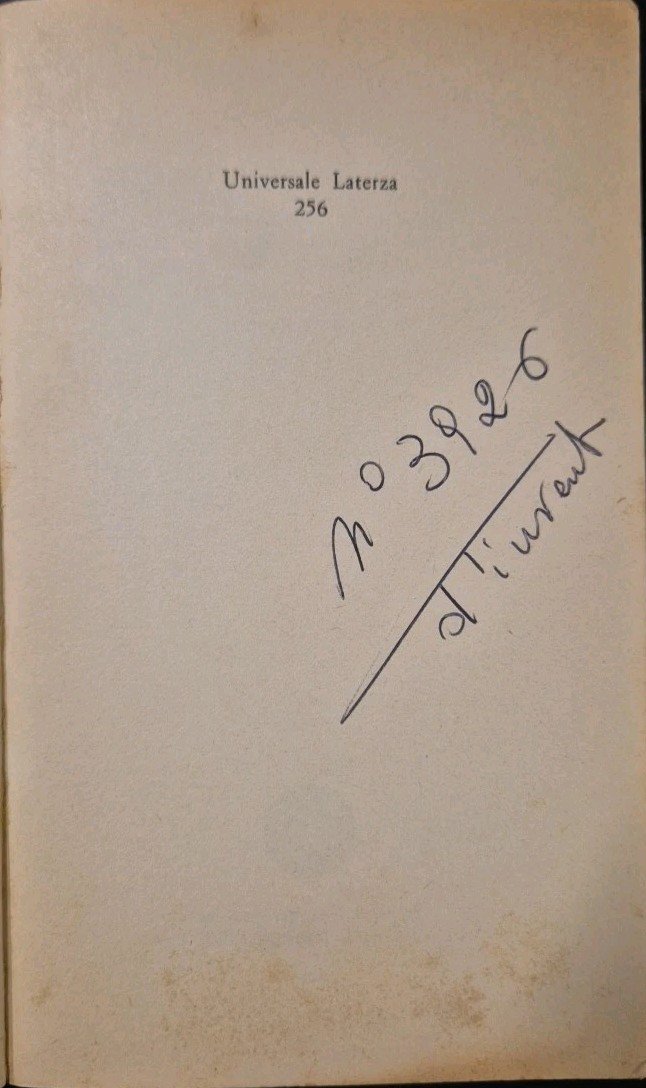 Universale Laterza
256
n° 3926
d'invent